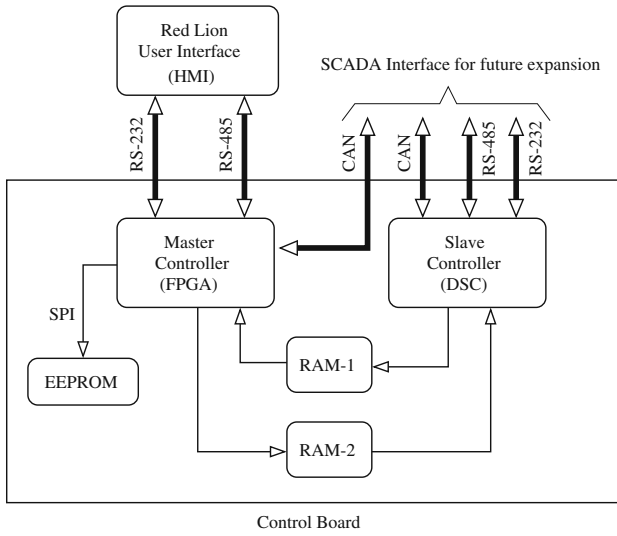 Red Lion
User Interface
(HMI)
SCADA Interface for future expansion
RS-232
RS-485
CAN
CAN
RS-485
RS-232
Master
Controller
(FPGA)
Slave
Controller
(DSC)
SPI
EEPROM
RAM-1
RAM-2
Control Board